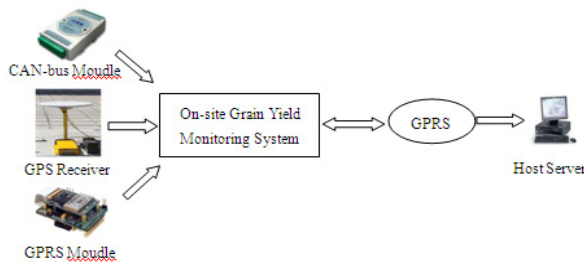 CAN-bus Moudle
GPS Receiver
GPRS Moudle
On-site Grain Yield
Monitoring System
GPRS
Host Server